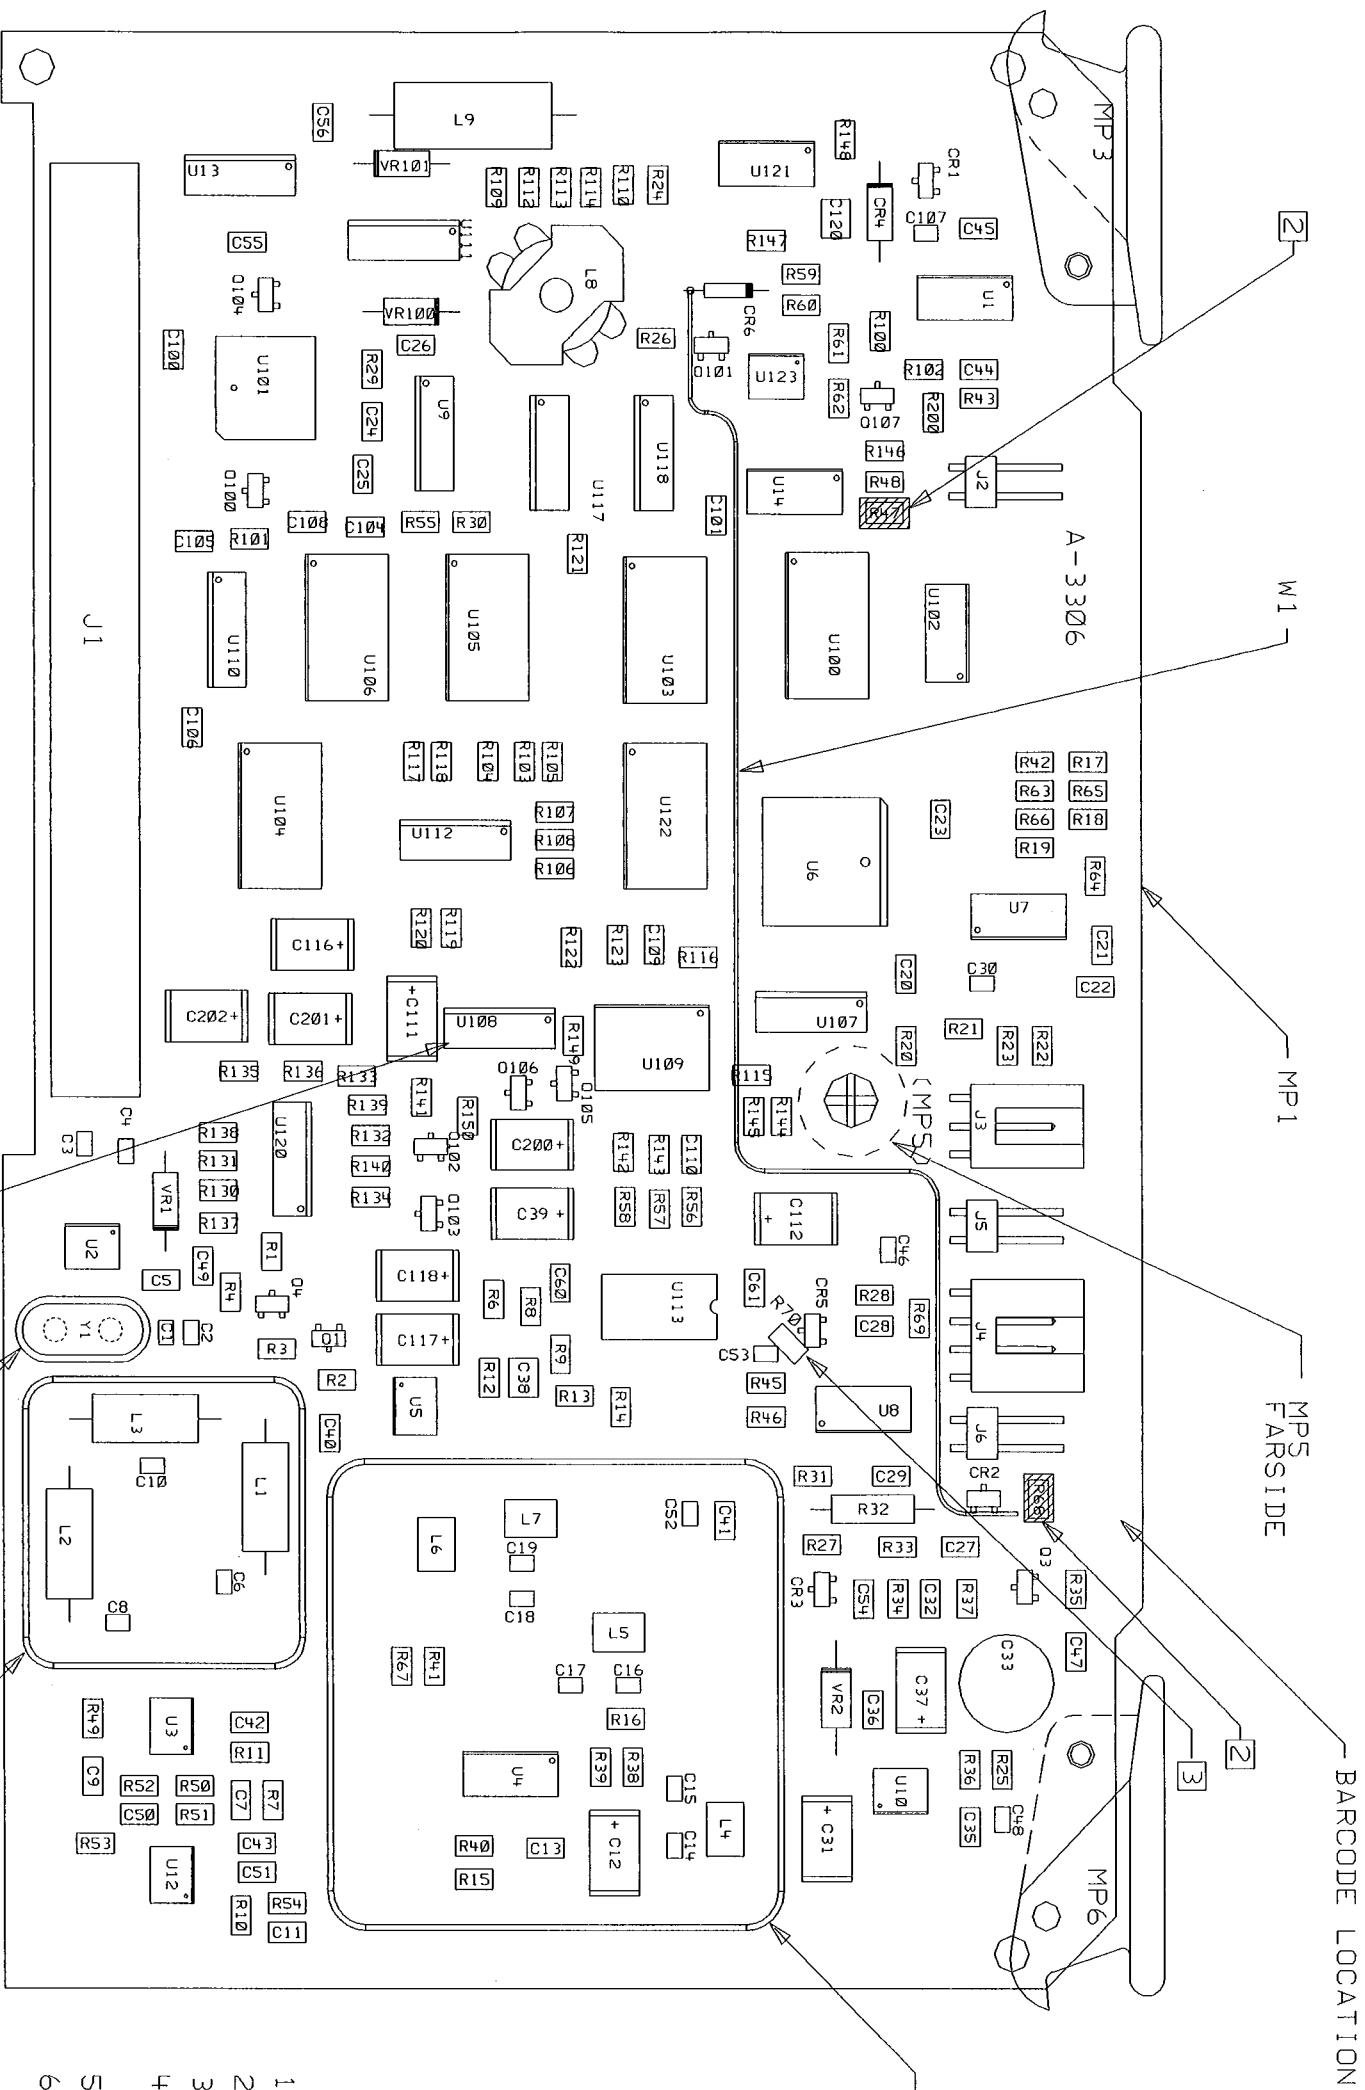 MP3
2
L9
C56
VR101
U13
R109
R112
R113
R114
R110
R24
U121
R148
CR1
CR4
C107
C45
C120
R147
C55
U111
L8
R59
R60
U1
Q104
VR100
C26
CR6
R26
Q101
R61
R100
C100
U101
R29
U9
U123
R62
R102
C44
R43
R200
Q107
C24
U118
R146
R48
R47
J2
C25
U117
U14
Q100
C101
A-3306
W1
C105
R101
C108
C104
R55
R30
R121
J1
U110
U106
U105
U103
U100
U102
C106
R117
R118
R104
R103
R105
R42
R17
R63
R65
R66
R18
R19
R64
U104
U112
R107
R108
R106
U122
U6
C23
U7
C116+
R120
R119
R122
R123
C109
R116
C20
C30
C21
C22
C202+
C201+
+C111
U108
R149
U109
U107
R20
R21
R23
R22
MP1
R135
R136
R133
R141
Q106
Q105
R115
R145
R144
(MP5)
J3
C3
C4
R138
R139
R150
U120
R132
Q102
C200+
R142
R143
C110
R131
R140
R130
R134
Q103
C39 +
R58
R57
R56
C112
+
J5
VR1
R137
U2
C49
R1
C5
R4
Q4
C118+
R6
R8
C60
U113
C61
R70
CR5
C46
R28
C28
R69
J4
MP5
FARSIDE
Y1
C1
C2
R3
Q1
C117+
R9
C53
R2
R12
C38
R13
R14
R45
R46
U5
U8
J6
C40
L3
L1
C10
L2
C6
C8
L7
L6
C19
C18
C52
C41
R31
C29
CR2
R68
R32
R27
R33
C27
Q3
L5
CR3
C54
R34
C32
R37
R35
R67
R41
C17
C16
R16
VR2
C36
C37
+
C33
C47
2
3
BARCODE LOCATION
R49
U3
C42
R11
U4
R39
R38
C15
L4
U10
R36
R25
C9
R52
R50
C50
R51
C7
R7
R53
C43
C51
U12
R40
C13
R15
+ C12
C14
+ C31
C35
C48
MP6
R10
R54
C11
1
2
3
4
5
6